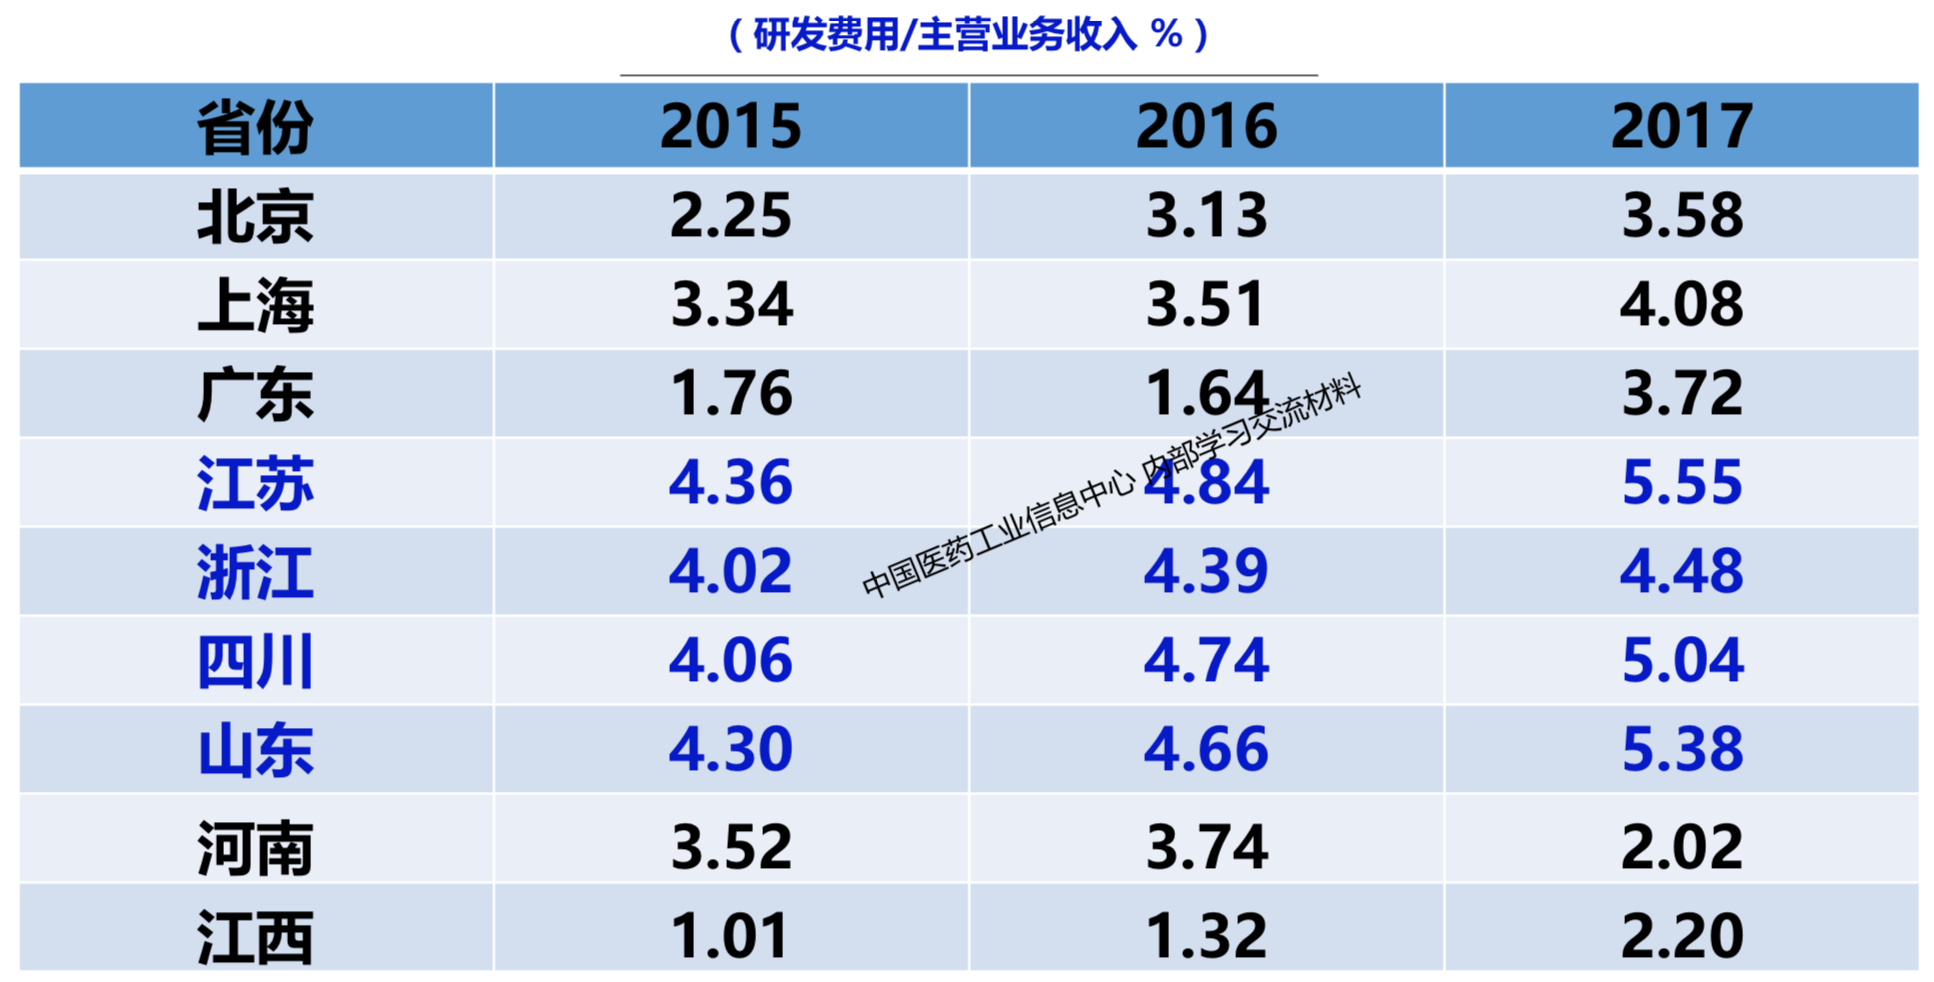 （研发费用/主营业务收入 %）
省份 2015 2016 2017
北京 2.25 3.13 3.58
上海 3.34 3.51 4.08
广东 1.76 1.64 3.72
江苏 4.36 4.84 5.55
浙江 4.02 4.39 4.48
四川 4.06 4.74 5.04
山东 4.30 4.66 5.38
河南 3.52 3.74 2.02
江西 1.01 1.32 2.20
中国医药工业信息中心 内部学习交流材料